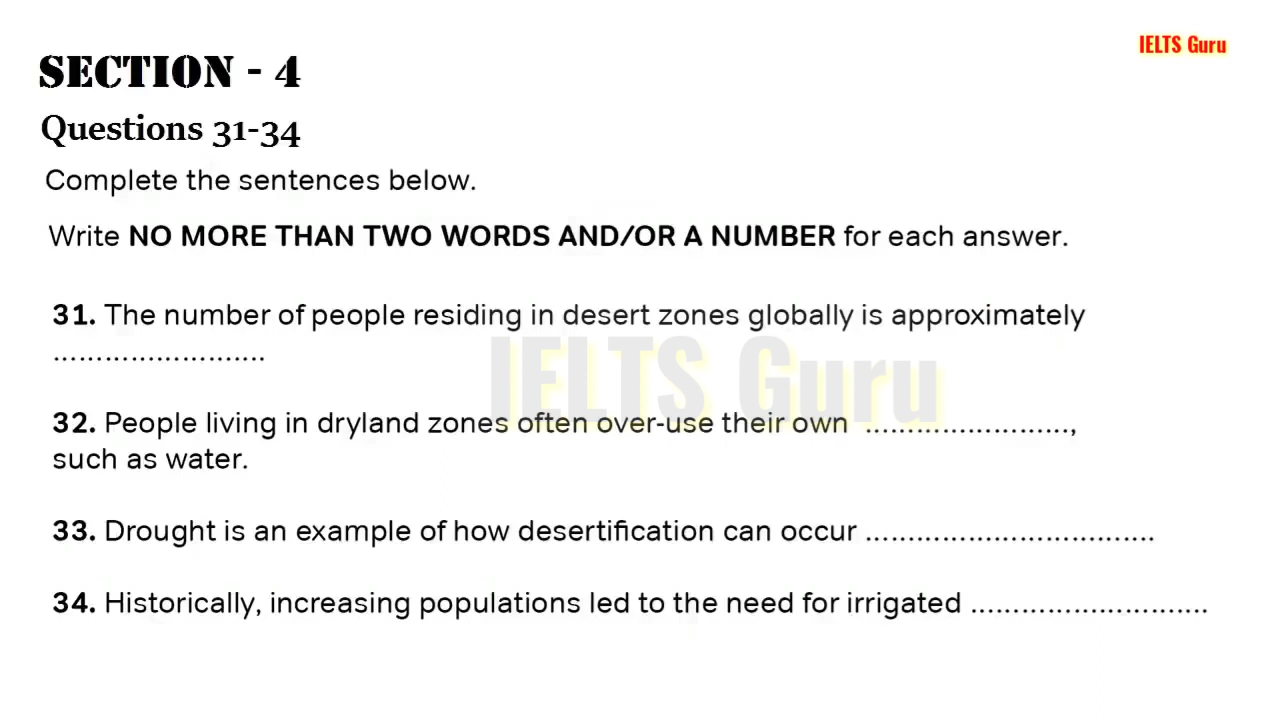 IELTS Guru
SECTION - 4
Questions 31-34
Complete the sentences below.
Write NO MORE THAN TWO WORDS AND/OR A NUMBER for each answer.
31. The number of people residing in desert zones globally is approximately
.........................
IELTS Guru
32. People living in dryland zones often over-use their own ........................,
such as water.
33. Drought is an example of how desertification can occur ..................................
34. Historically, increasing populations led to the need for irrigated ............................